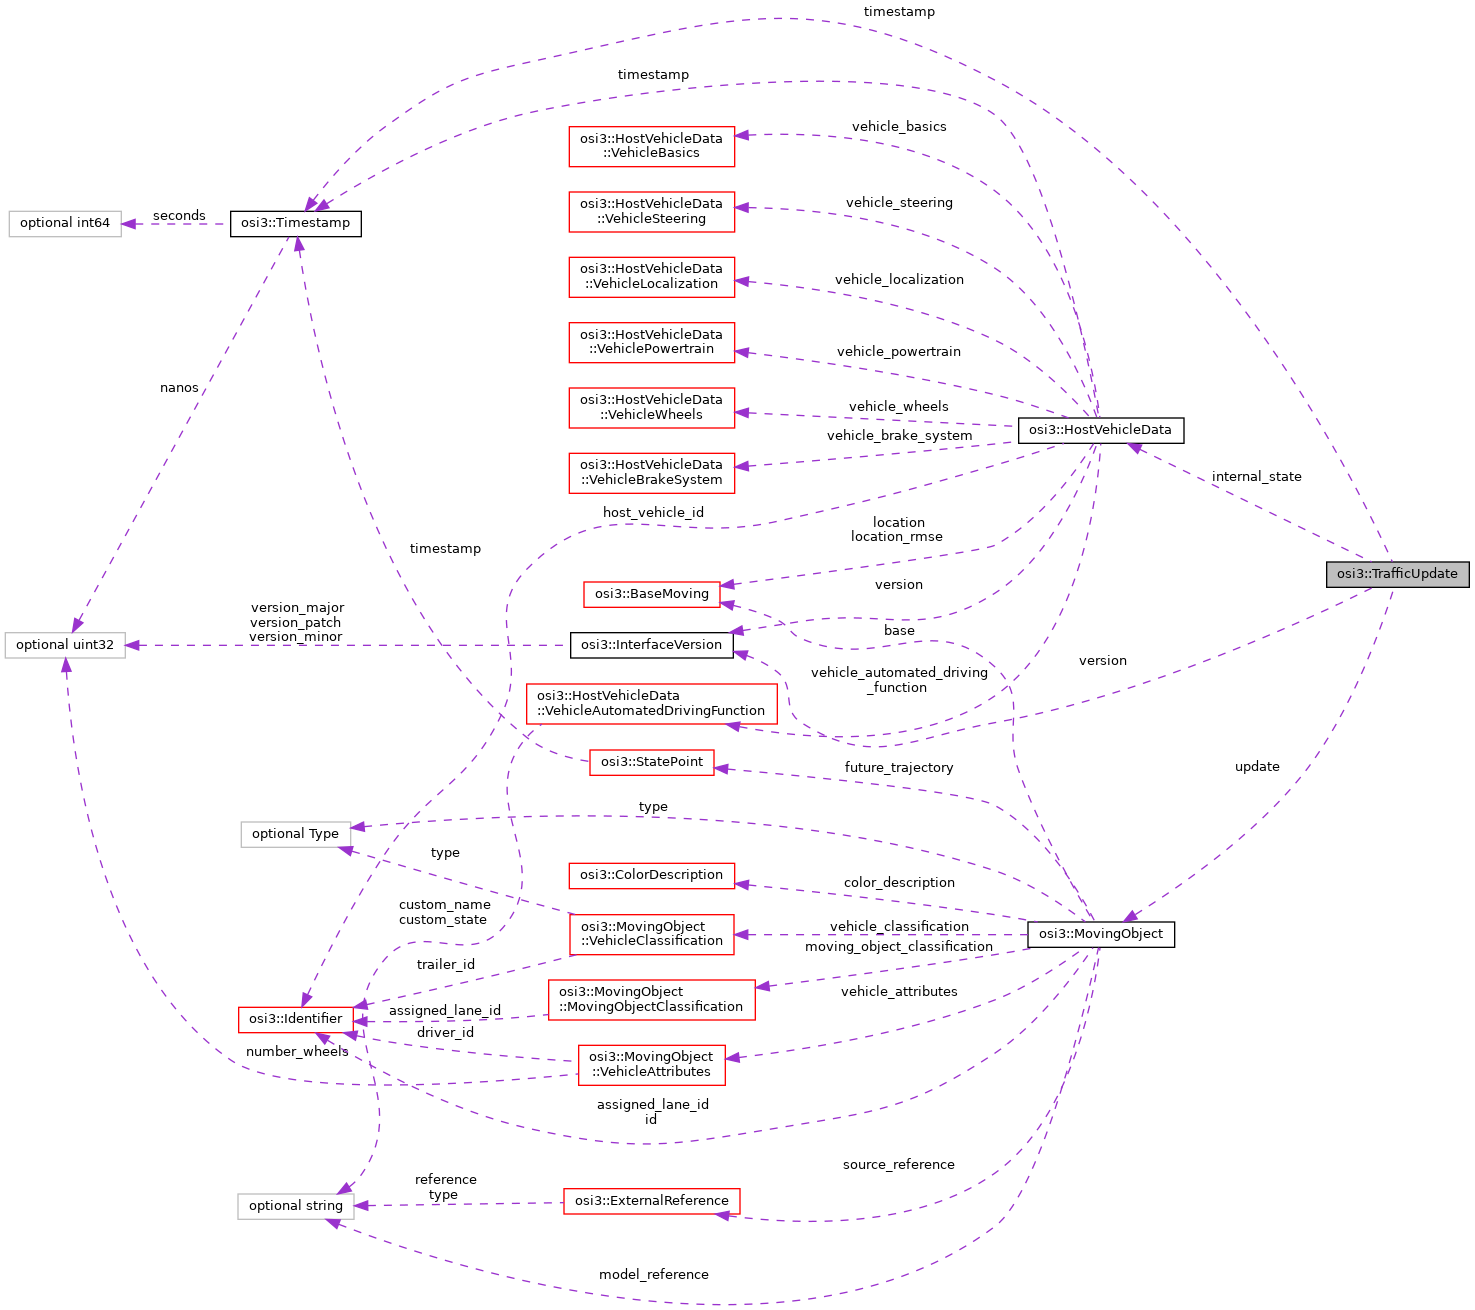 timestamp
timestamp
vehicle_basics
osi3::HostVehicleData
::VehicleBasics
vehicle_steering
osi3::HostVehicleData
::VehicleSteering
optional int64
seconds
osi3::Timestamp
vehicle_localization
osi3::HostVehicleData
::VehicleLocalization
vehicle_powertrain
osi3::HostVehicleData
::VehiclePowertrain
nanos
vehicle_wheels
osi3::HostVehicleData
::VehicleWheels
osi3::HostVehicleData
vehicle_brake_system
osi3::HostVehicleData
::VehicleBrakeSystem
internal_state
host_vehicle_id
location
location_rmse
timestamp
osi3::TrafficUpdate
version
osi3::BaseMoving
version_major
version_patch
version_minor
base
optional uint32
osi3::InterfaceVersion
version
vehicle_automated_driving
_function
osi3::HostVehicleData
::VehicleAutomatedDrivingFunction
osi3::StatePoint
future_trajectory
update
type
optional Type
type
osi3::ColorDescription
color_description
custom_name
custom_state
osi3::MovingObject
::VehicleClassification
vehicle_classification
osi3::MovingObject
moving_object_classification
trailer_id
osi3::MovingObject
::MovingObjectClassification
vehicle_attributes
osi3::Identifier
assigned_lane_id
driver_id
number_wheels
osi3::MovingObject
::VehicleAttributes
assigned_lane_id
id
source_reference
reference
type
optional string
osi3::ExternalReference
model_reference